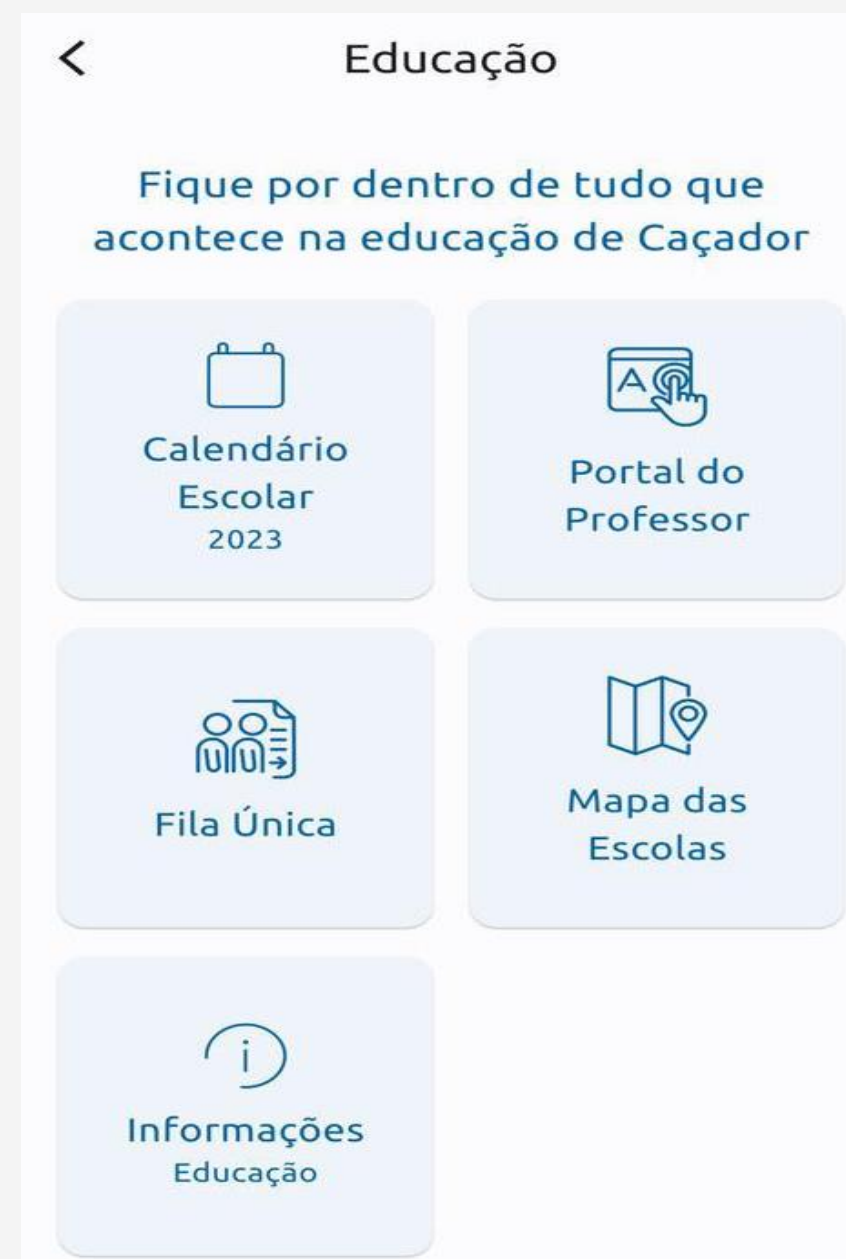 Educação
Fique por dentro de tudo que
acontece na educação de Caçador
Calendário
Escolar
2023
A
Portal do
Professor
Fila Única
Mapa das
Escolas
i
Informações
Educação